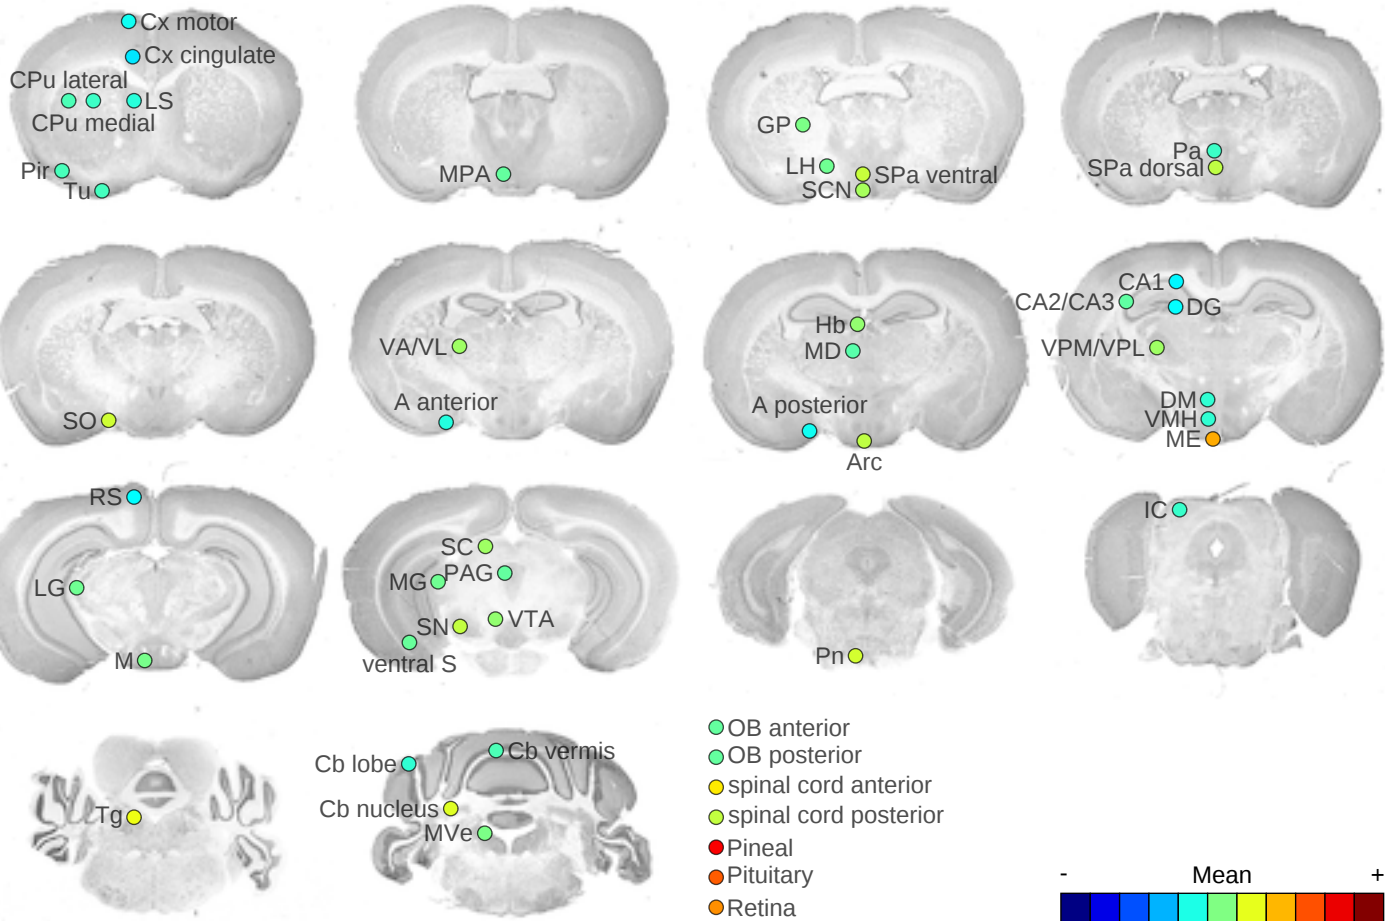 Cx motor
Cx cingulate
CPu lateral
LS
CPu medial
Pir
Tu
MPA
GP
LH
SPa ventral
SCN
Pa
SPa dorsal
SO
VA/VL
A anterior
Hb
MD
A posterior
Arc
CA1
CA2/CA3
DG
VPM/VPL
DM
VMH
ME
RS
LG
M
SC
MG
PAG
SN
VTA
ventral S
Pn
IC
Tg
Cb lobe
Cb vermis
Cb nucleus
MVe
OB anterior
OB posterior
spinal cord anterior
spinal cord posterior
Pineal
Pituitary
Retina
- Mean +